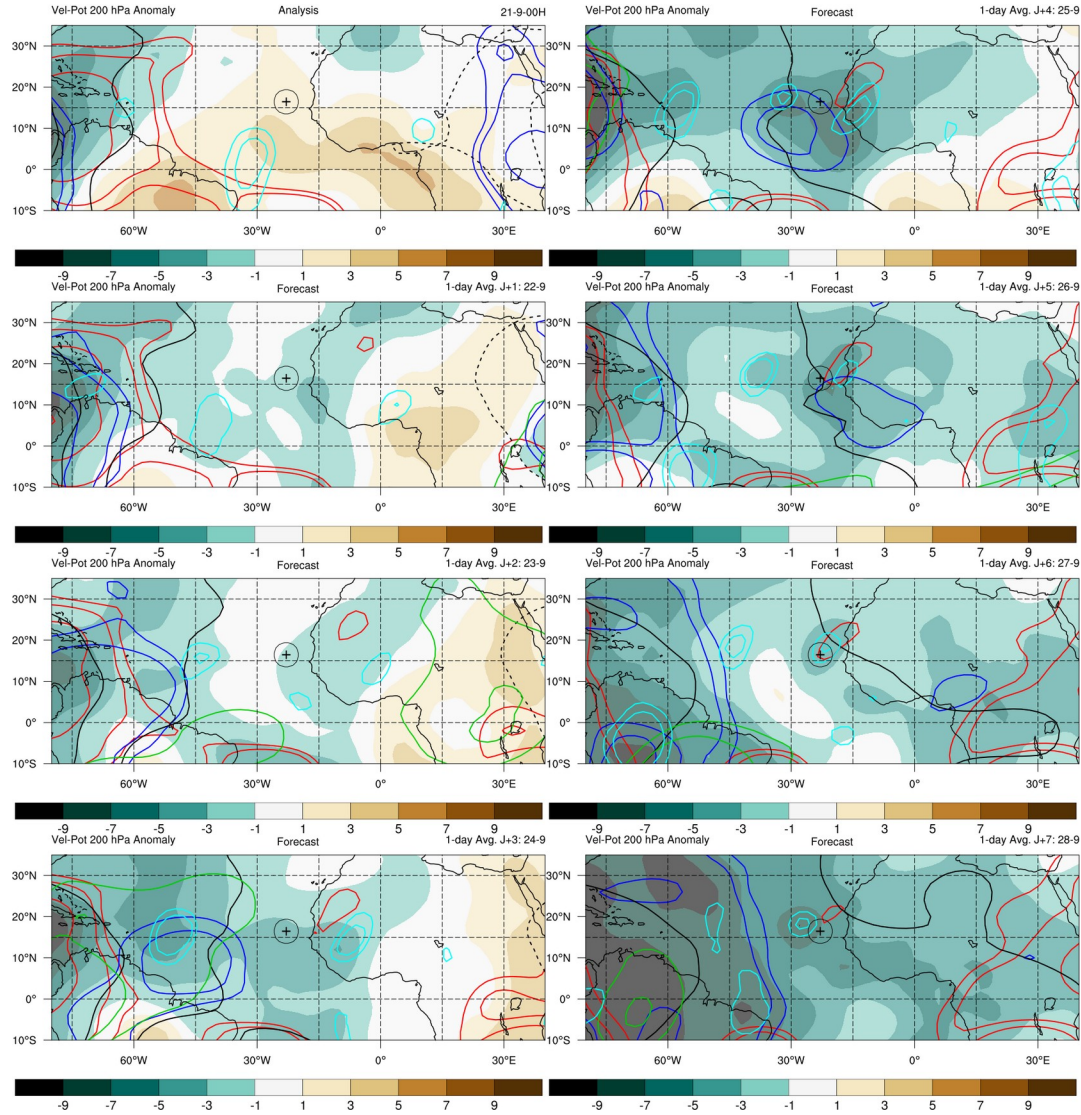 Vel-Pot 200 hPa Anomaly Analysis 21-9-00H
30°N
20°N
10°N
0°
10°S
60°W 30°W 0° 30°E
-9 -7 -5 -3 -1 1 3 5 7 9
Vel-Pot 200 hPa Anomaly Forecast 1-day Avg. J+1: 22-9
30°N
20°N
10°N
0°
10°S
60°W 30°W 0° 30°E
-9 -7 -5 -3 -1 1 3 5 7 9
Vel-Pot 200 hPa Anomaly Forecast 1-day Avg. J+2: 23-9
30°N
20°N
10°N
0°
10°S
60°W 30°W 0° 30°E
-9 -7 -5 -3 -1 1 3 5 7 9
Vel-Pot 200 hPa Anomaly Forecast 1-day Avg. J+3: 24-9
30°N
20°N
10°N
0°
10°S
60°W 30°W 0° 30°E
-9 -7 -5 -3 -1 1 3 5 7 9
Vel-Pot 200 hPa Anomaly Forecast 1-day Avg. J+4: 25-9
30°N
20°N
10°N
0°
10°S
60°W 30°W 0° 30°E
-9 -7 -5 -3 -1 1 3 5 7 9
Vel-Pot 200 hPa Anomaly Forecast 1-day Avg. J+5: 26-9
30°N
20°N
10°N
0°
10°S
60°W 30°W 0° 30°E
-9 -7 -5 -3 -1 1 3 5 7 9
Vel-Pot 200 hPa Anomaly Forecast 1-day Avg. J+6: 27-9
30°N
20°N
10°N
0°
10°S
60°W 30°W 0° 30°E
-9 -7 -5 -3 -1 1 3 5 7 9
Vel-Pot 200 hPa Anomaly Forecast 1-day Avg. J+7: 28-9
30°N
20°N
10°N
0°
10°S
60°W 30°W 0° 30°E
-9 -7 -5 -3 -1 1 3 5 7 9